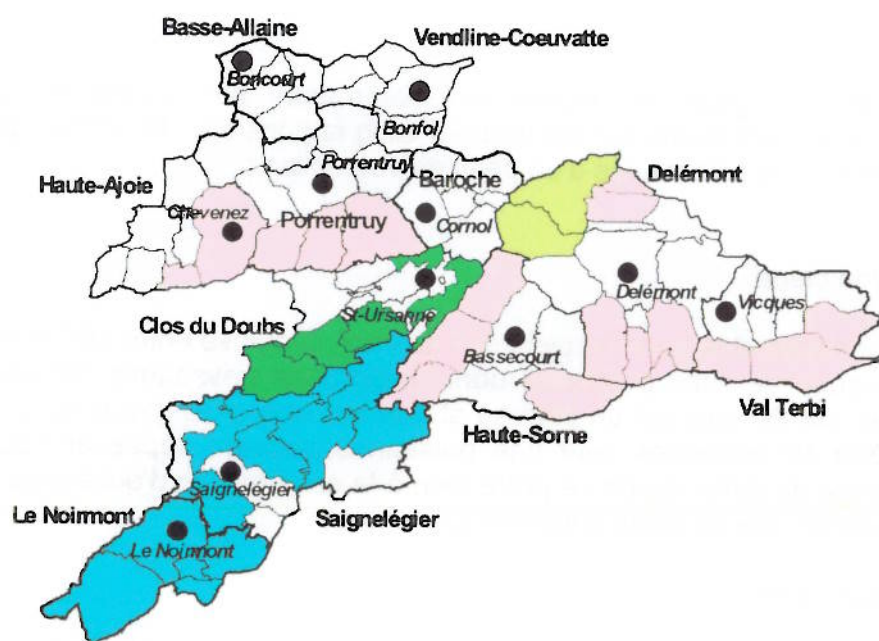 Basse-Allaine
Vendline-Coeuvatte
Boncourt
Bonfol
Porrentruy
Baroche
Delémont
Haute-Ajoie
Chevenez
Porrentruy
Cornol
Delémont
Vicques
St-Ursanne
Clos du Doubs
Bassecourt
Val Terbi
Haute-Sorne
Saignelégier
Le Noirmont
Saignelégier
Le Noirmont